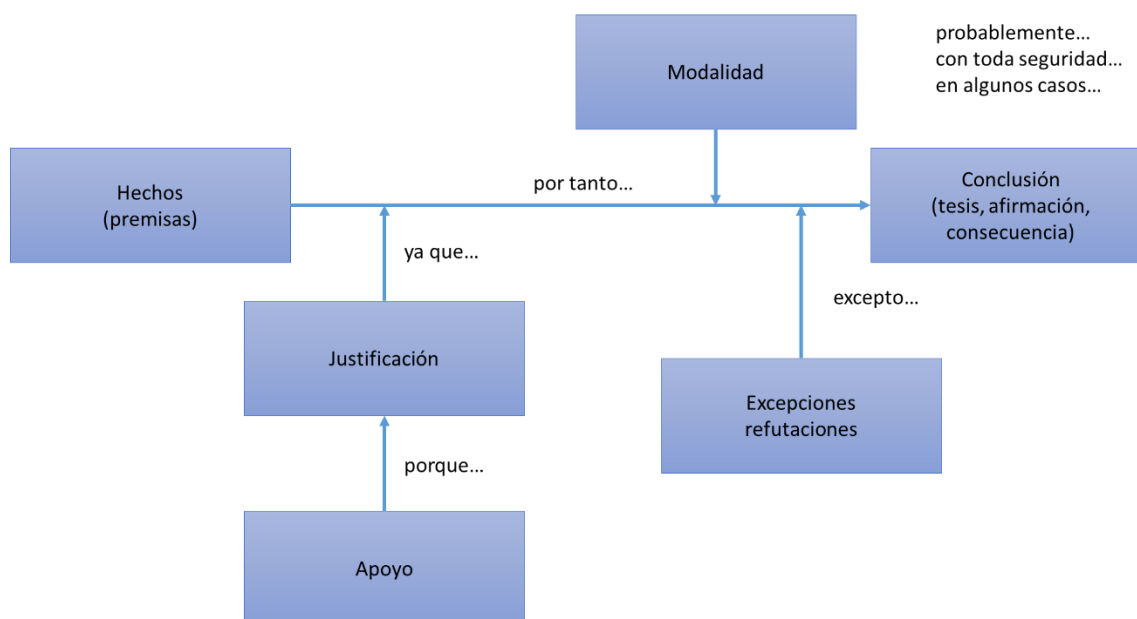 Modalidad
probablemente…
con toda seguridad…
en algunos casos…
Hechos
(premisas)
por tanto…
Conclusión
(tesis, afirmación,
consecuencia)
ya que…
excepto…
Justificación
Excepciones
refutaciones
porque…
Apoyo